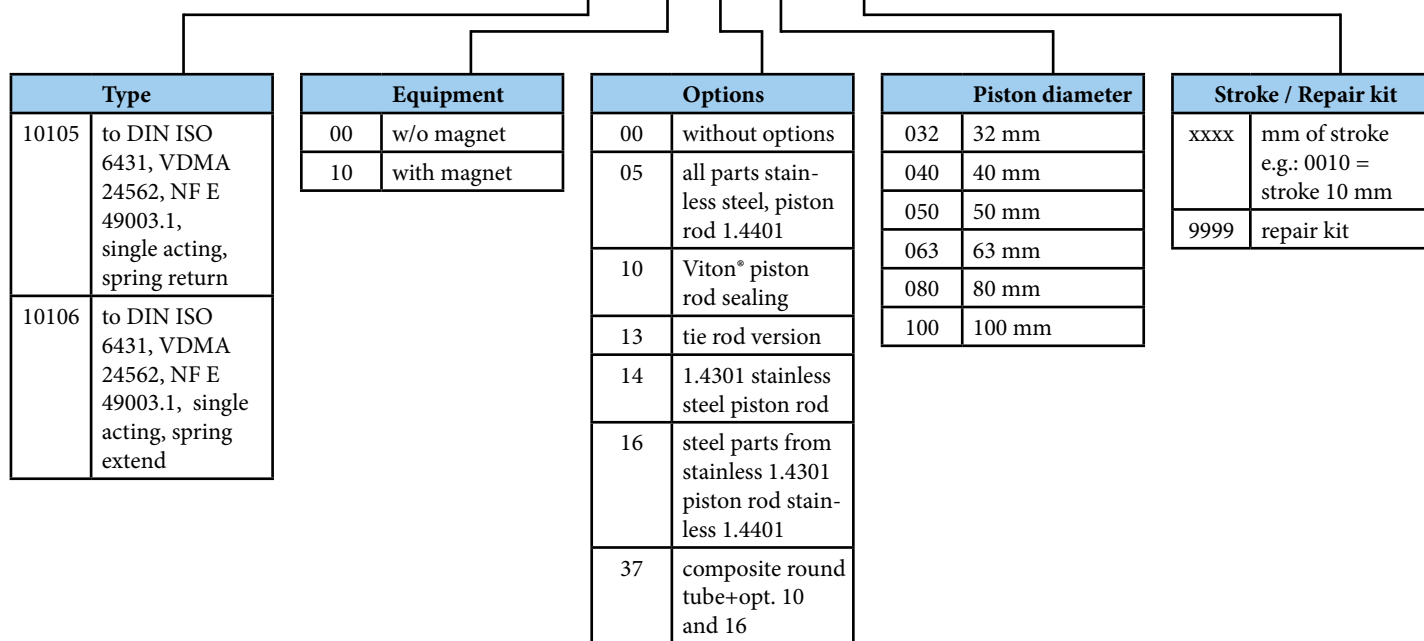 Type
10105 to DIN ISO
6431, VDMA
24562, NF E
49003.1,
single acting,
spring return
10106 to DIN ISO
6431, VDMA
24562, NF E
49003.1, single
acting, spring
extend
Equipment
00 w/o magnet
10 with magnet
Options
00 without options
05 all parts stain-
less steel, piston
rod 1.4401
10 Viton® piston
rod sealing
13 tie rod version
14 1.4301 stainless
steel piston rod
16 steel parts from
stainless 1.4301
piston rod stain-
less 1.4401
37 composite round
tube+opt. 10
and 16
Piston diameter
032 32 mm
040 40 mm
050 50 mm
063 63 mm
080 80 mm
100 100 mm
Stroke / Repair kit
xxxx mm of stroke
e.g.: 0010 =
stroke 10 mm
9999 repair kit